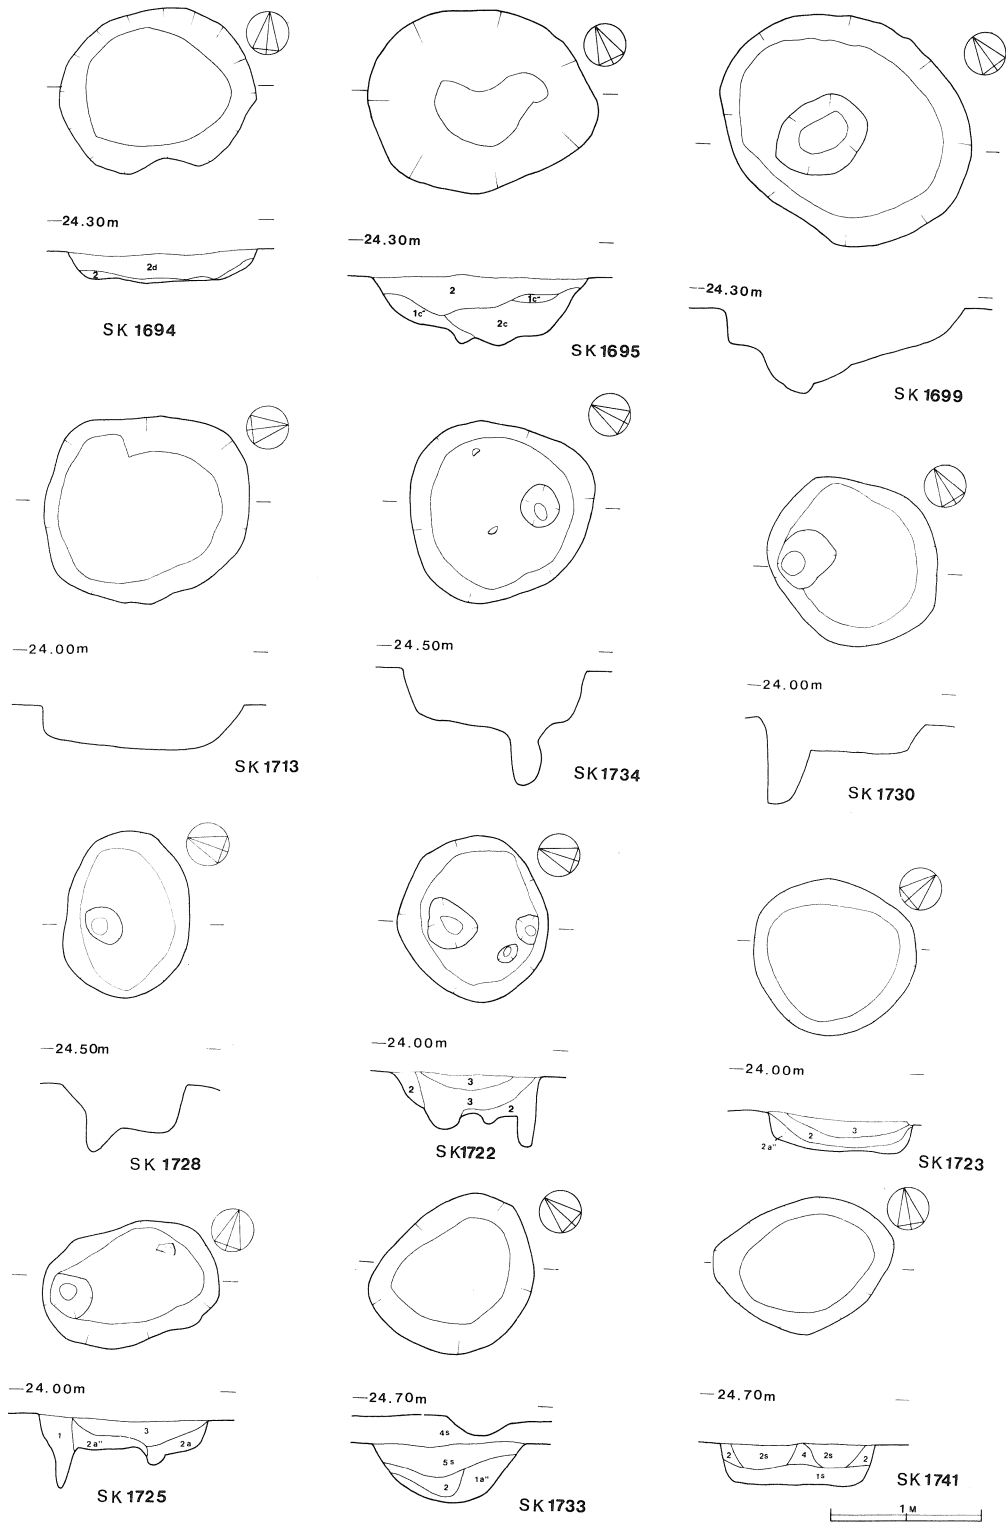 24.30m
2d
2
SK 1694
24.30m
2
1c"
1c"
2c
SK 1695
24.30m
SK 1699
24.00m
SK 1713
24.50m
SK 1734
24.00m
SK 1730
24.50m
SK 1728
24.00m
3
2
3
2
SK1722
24.00m
2
3
2a"
SK 1723
24.00m
1
3
2a"
2a
SK 1725
24.70m
4s
5s
1a"
2
SK 1733
24.70m
2
2s
4
2s
2
1s
SK 1741
1 M